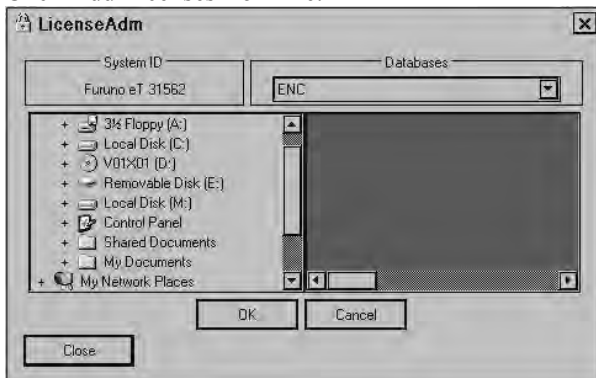 LicenseAdm
System ID
Databases
Furuno eT 31562
ENC
+ 3½ Floppy (A:)
+ Local Disk (C:)
+ V01X01 (D:)
+ Removable Disk (E:)
+ Local Disk (M:)
+ Control Panel
+ Shared Documents
+ My Documents
+ My Network Places
OK
Cancel
Close